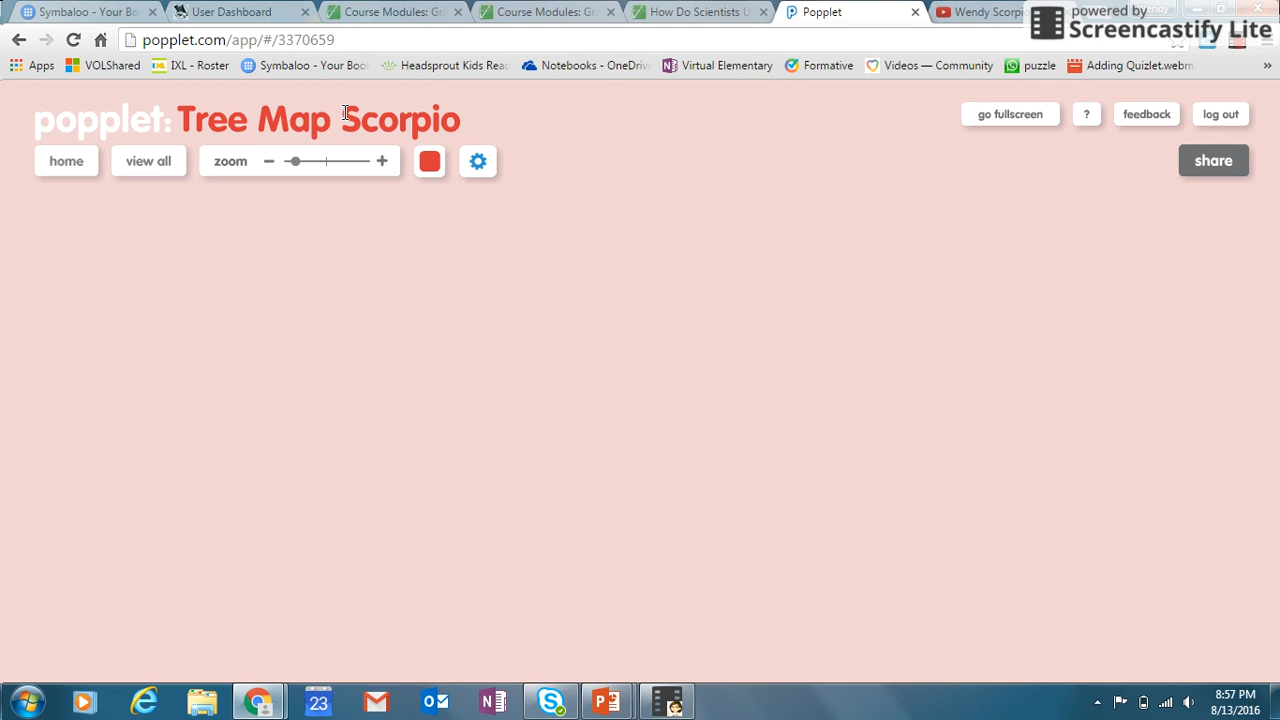 Symbaloo - Your Bo
User Dashboard
Course Modules: Gr
Course Modules: Gr
How Do Scientists U
Popplet
Wendy Scorpi
powered by
Screencastify Lite
popplet.com/app/#/3370659
Apps
VOLShared
IXL - Roster
Symbaloo - Your Boo
Headsprout Kids Re
Notebooks - OneDriv
Virtual Elementary
Formative
Videos — Community
puzzle
Adding Quizlet.webm
»
popplet: Tree Map Scorpio
go fullscreen
?
feedback
log out
home
view all
zoom
share
23
8:57 PM
8/13/2016